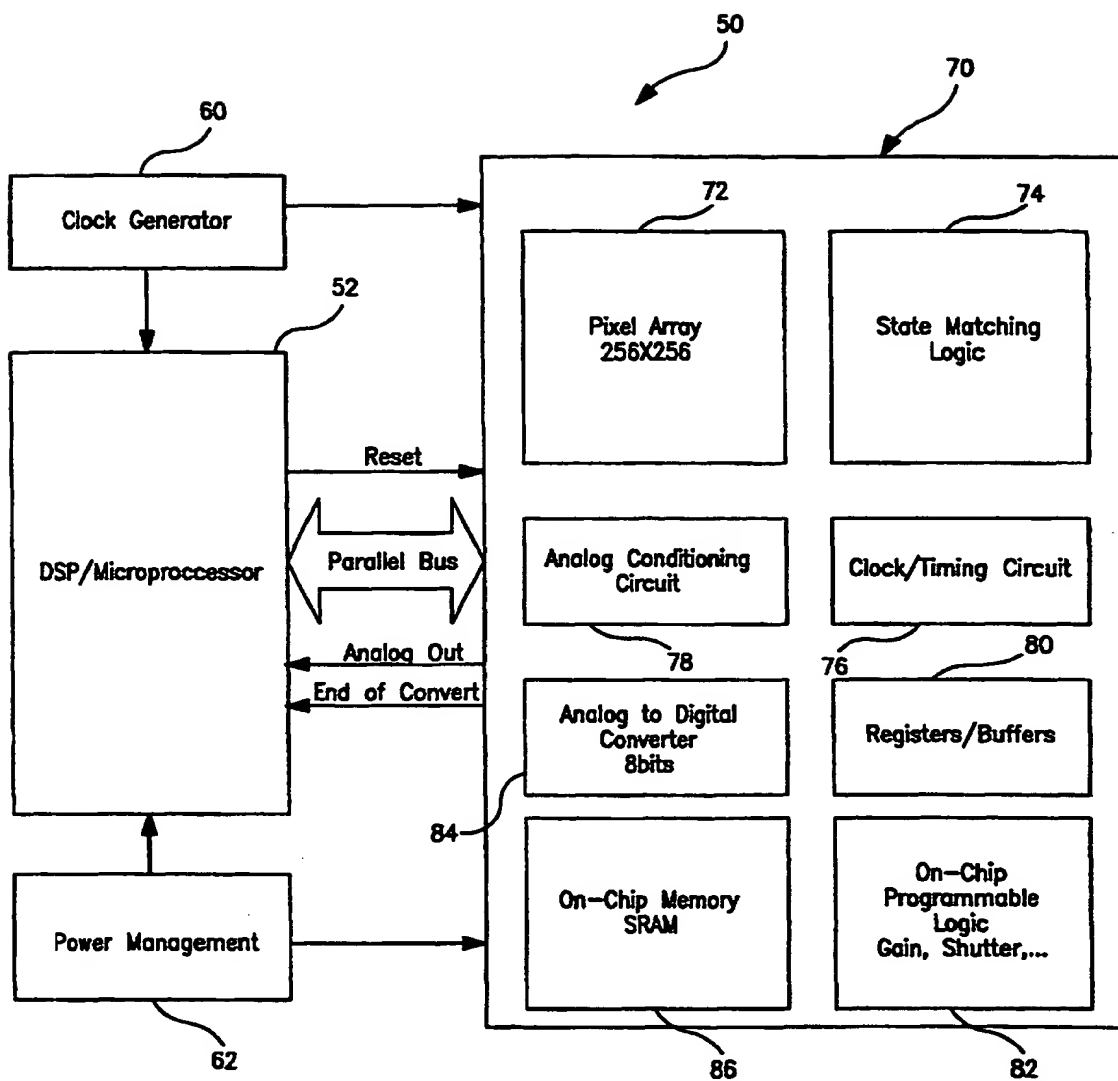 50
70
60
Clock Generator
72
74
52
Pixel Array
256X256
State Matching
Logic
Reset
DSP/Microproccessor
Parallel Bus
Analog Conditioning
Circuit
Clock/Timing Circuit
Analog Out
78
76
80
End of Convert
Analog to Digital
Converter
8bits
Registers/Buffers
84
Power Management
On-Chip Memory
SRAM
On-Chip
Programmable
Logic
Gain, Shutter,...
62
86
82